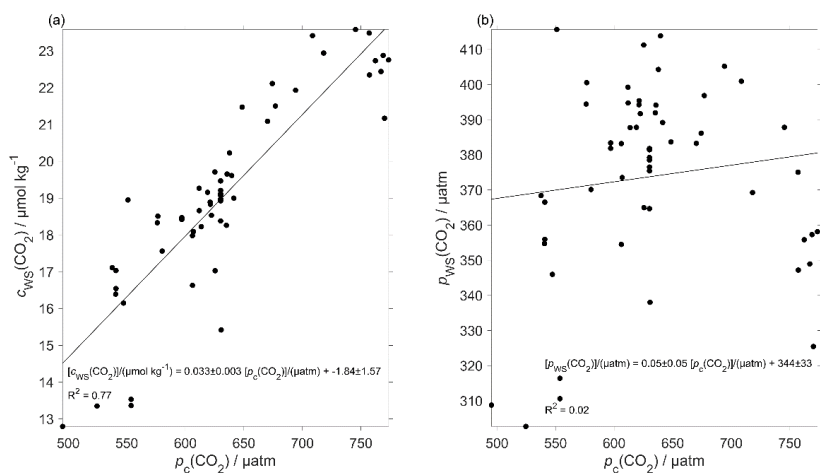 (a)
23
22
21
20
19
18
17
16
15
14
13
c_WS(CO₂) / µmol kg⁻¹
[c_WS(CO₂)]/(µmol kg⁻¹) = 0.033±0.003 [p_c(CO₂)]/(µatm) + -1.84±1.57
R² = 0.77
500 550 600 650 700 750
p_c(CO₂) / µatm
(b)
410
400
390
380
370
360
350
340
330
320
310
p_WS(CO₂) / µatm
[p_WS(CO₂)]/(µatm) = 0.05±0.05 [p_c(CO₂)]/(µatm) + 344±33
R² = 0.02
500 550 600 650 700 750
p_c(CO₂) / µatm